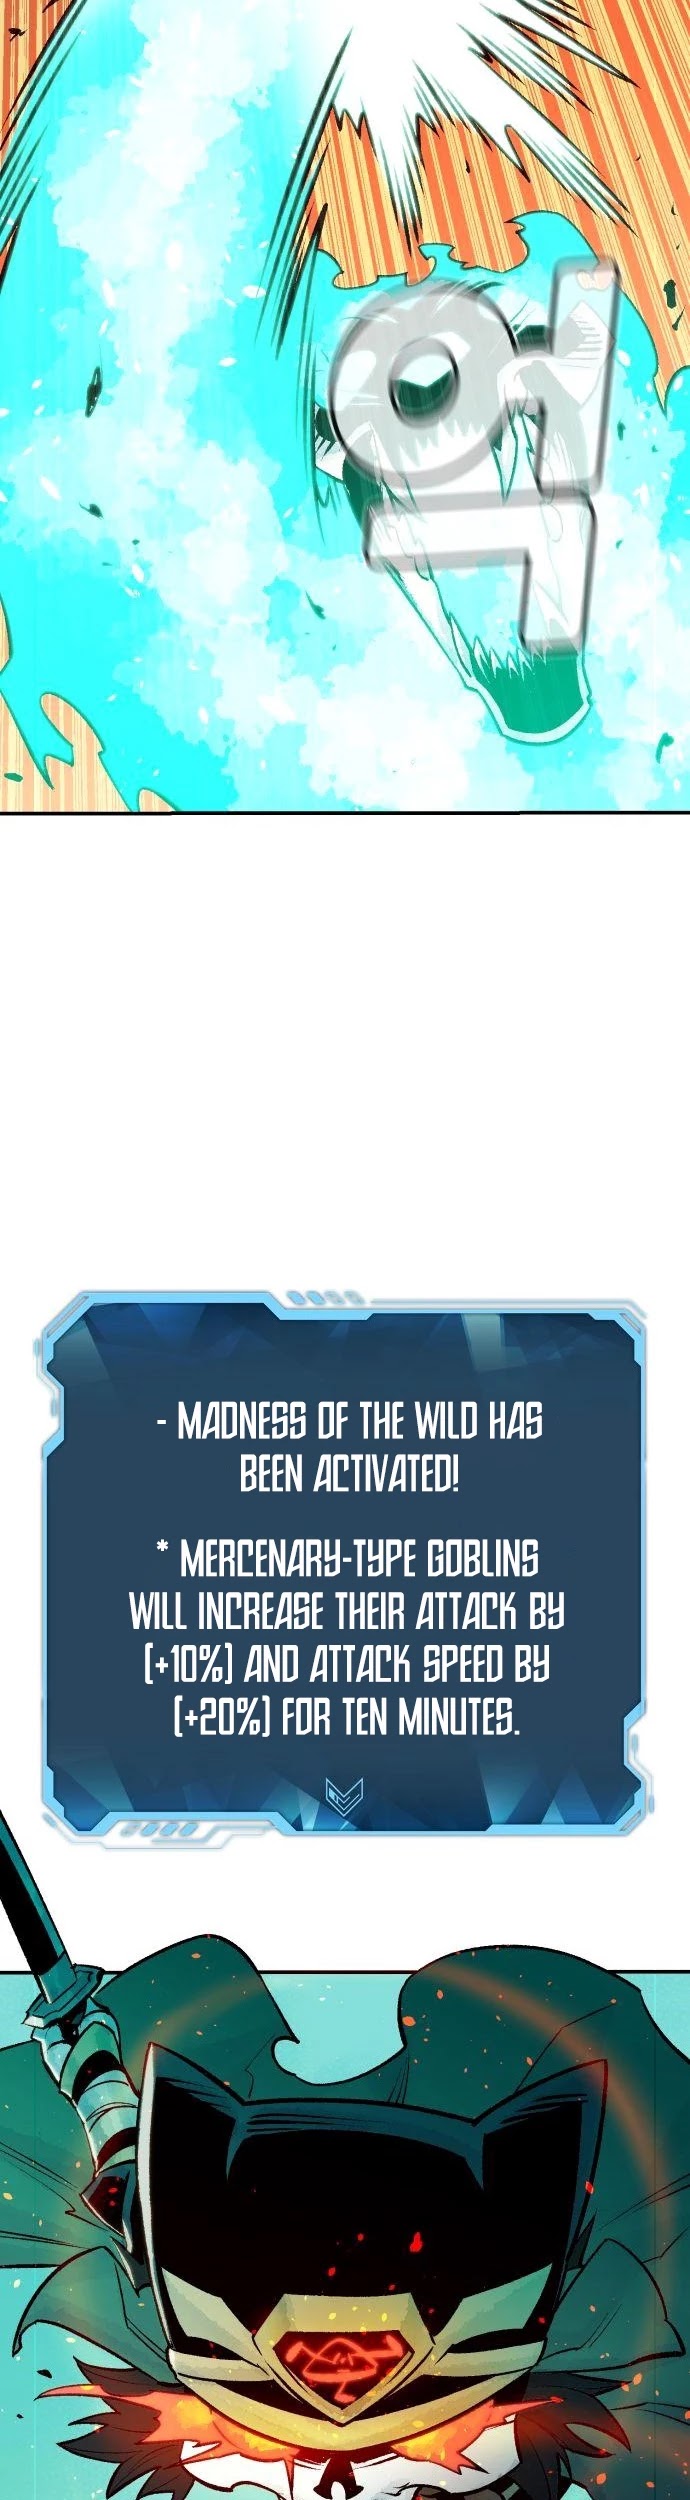 - MADNESS OF THE WILD HAS
BEEN ACTIVATED!
* MERCENARY-TYPE GOBLINS
WILL INCREASE THEIR ATTACK BY
(+10%) AND ATTACK SPEED BY
(+20%) FOR TEN MINUTES.